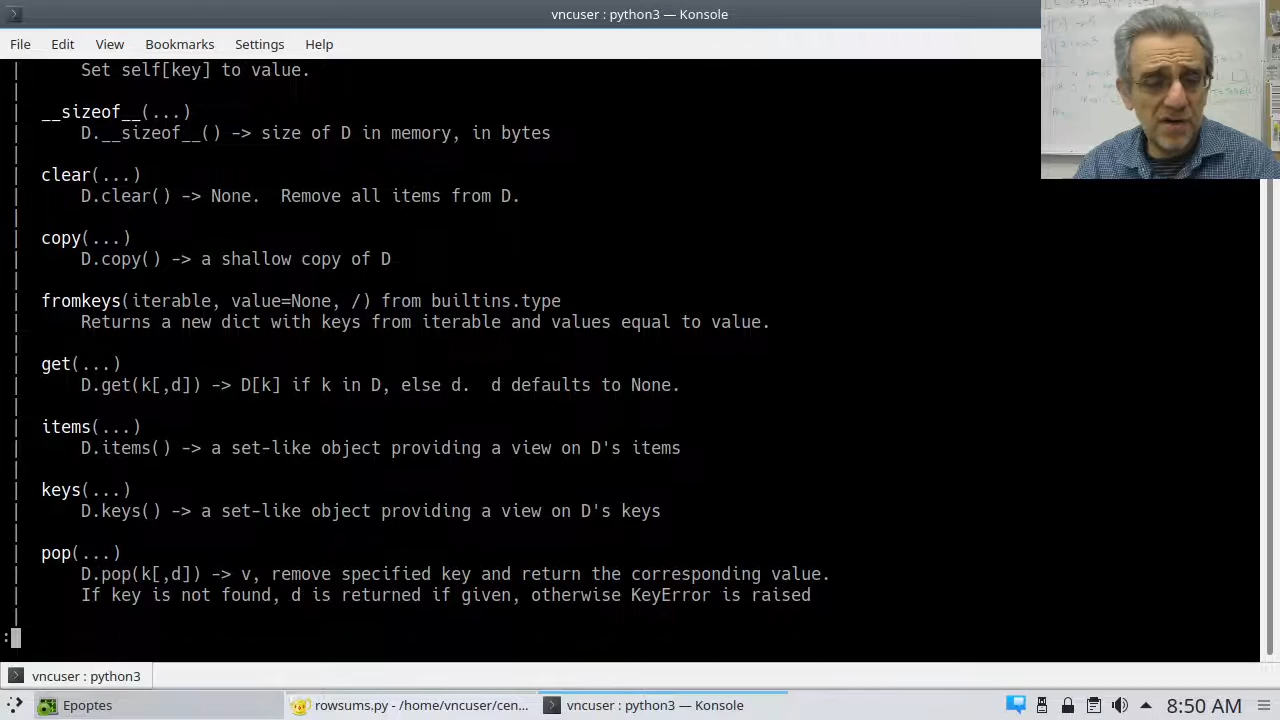 vncuser : python3 — Konsole
File Edit View Bookmarks Settings Help
| Set self[key] to value.
|
| __sizeof__(...)
| D.__sizeof__() -> size of D in memory, in bytes
|
| clear(...)
| D.clear() -> None.  Remove all items from D.
|
| copy(...)
| D.copy() -> a shallow copy of D
|
| fromkeys(iterable, value=None, /) from builtins.type
| Returns a new dict with keys from iterable and values equal to value.
|
| get(...)
| D.get(k[,d]) -> D[k] if k in D, else d.  d defaults to None.
|
| items(...)
| D.items() -> a set-like object providing a view on D's items
|
| keys(...)
| D.keys() -> a set-like object providing a view on D's keys
|
| pop(...)
| D.pop(k[,d]) -> v, remove specified key and return the corresponding value.
| If key is not found, d is returned if given, otherwise KeyError is raised
|
:
vncuser : python3
Epoptes rowsums.py - /home/vncuser/cen... vncuser : python3 — Konsole 8:50 AM